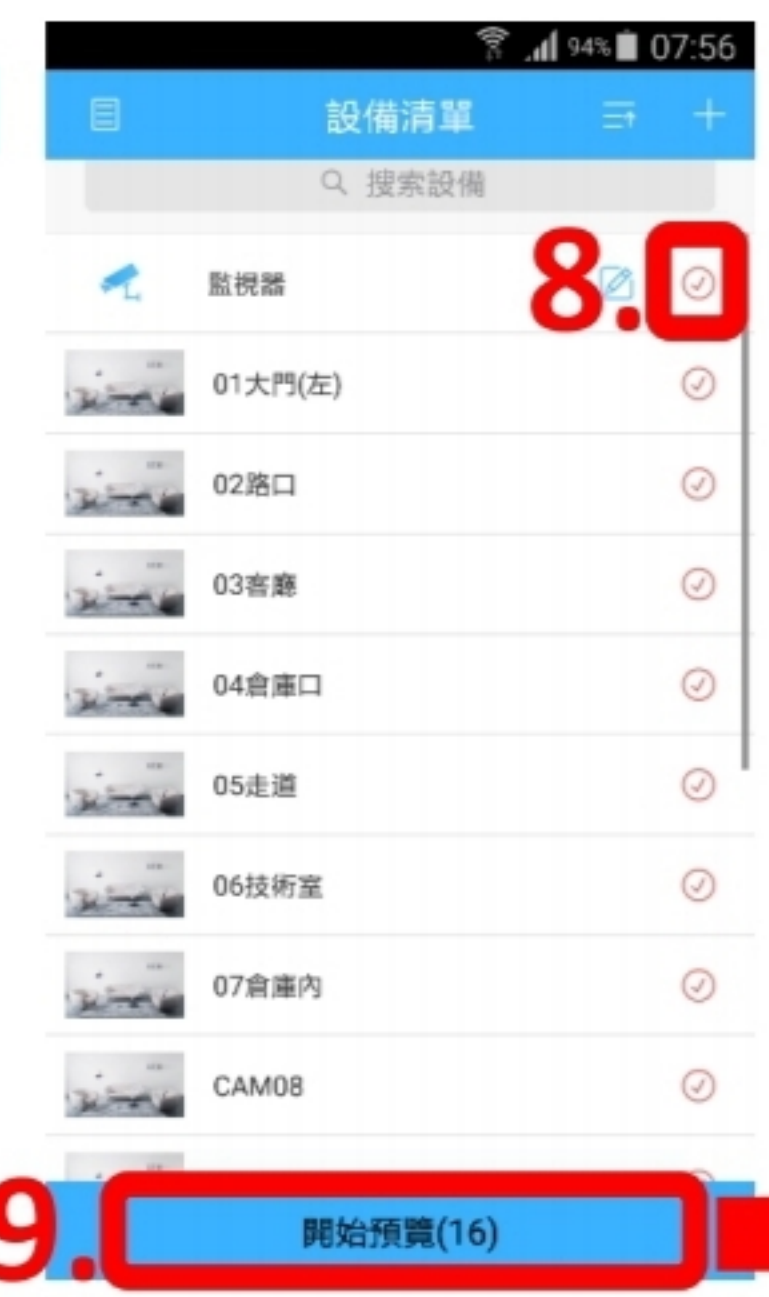 94% 07:56
設備清單
搜索設備
監視器
8.
01大門(左)
02路口
03客廳
04倉庫口
05走道
06技術室
07倉庫內
CAM08
9.
開始預覽(16)